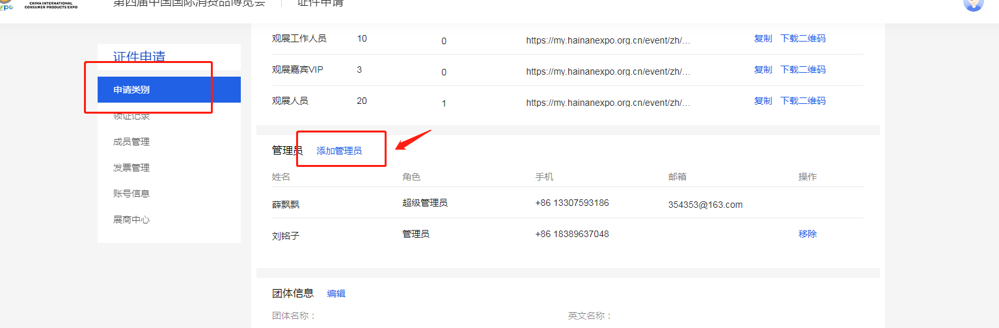 expo CHINA INTERNATIONAL
CONSUMER PRODUCTS EXPO
第四届中国国际消费品博览会 证件申请
证件申请
申请类别
领证记录
成员管理
发票管理
账号信息
展商中心
观展工作人员 10 0 https://my.hainanexpo.org.cn/event/zh/… 复制 下载二维码
观展嘉宾VIP 3 0 https://my.hainanexpo.org.cn/event/zh/… 复制 下载二维码
观展人员 20 1 https://my.hainanexpo.org.cn/event/zh/… 复制 下载二维码
管理员 添加管理员
姓名 角色 手机 邮箱 操作
薛飘飘 超级管理员 +86 13307593186 354353@163.com
刘铭子 管理员 +86 18389637048 移除
团体信息 编辑
团体名称： 英文名称：